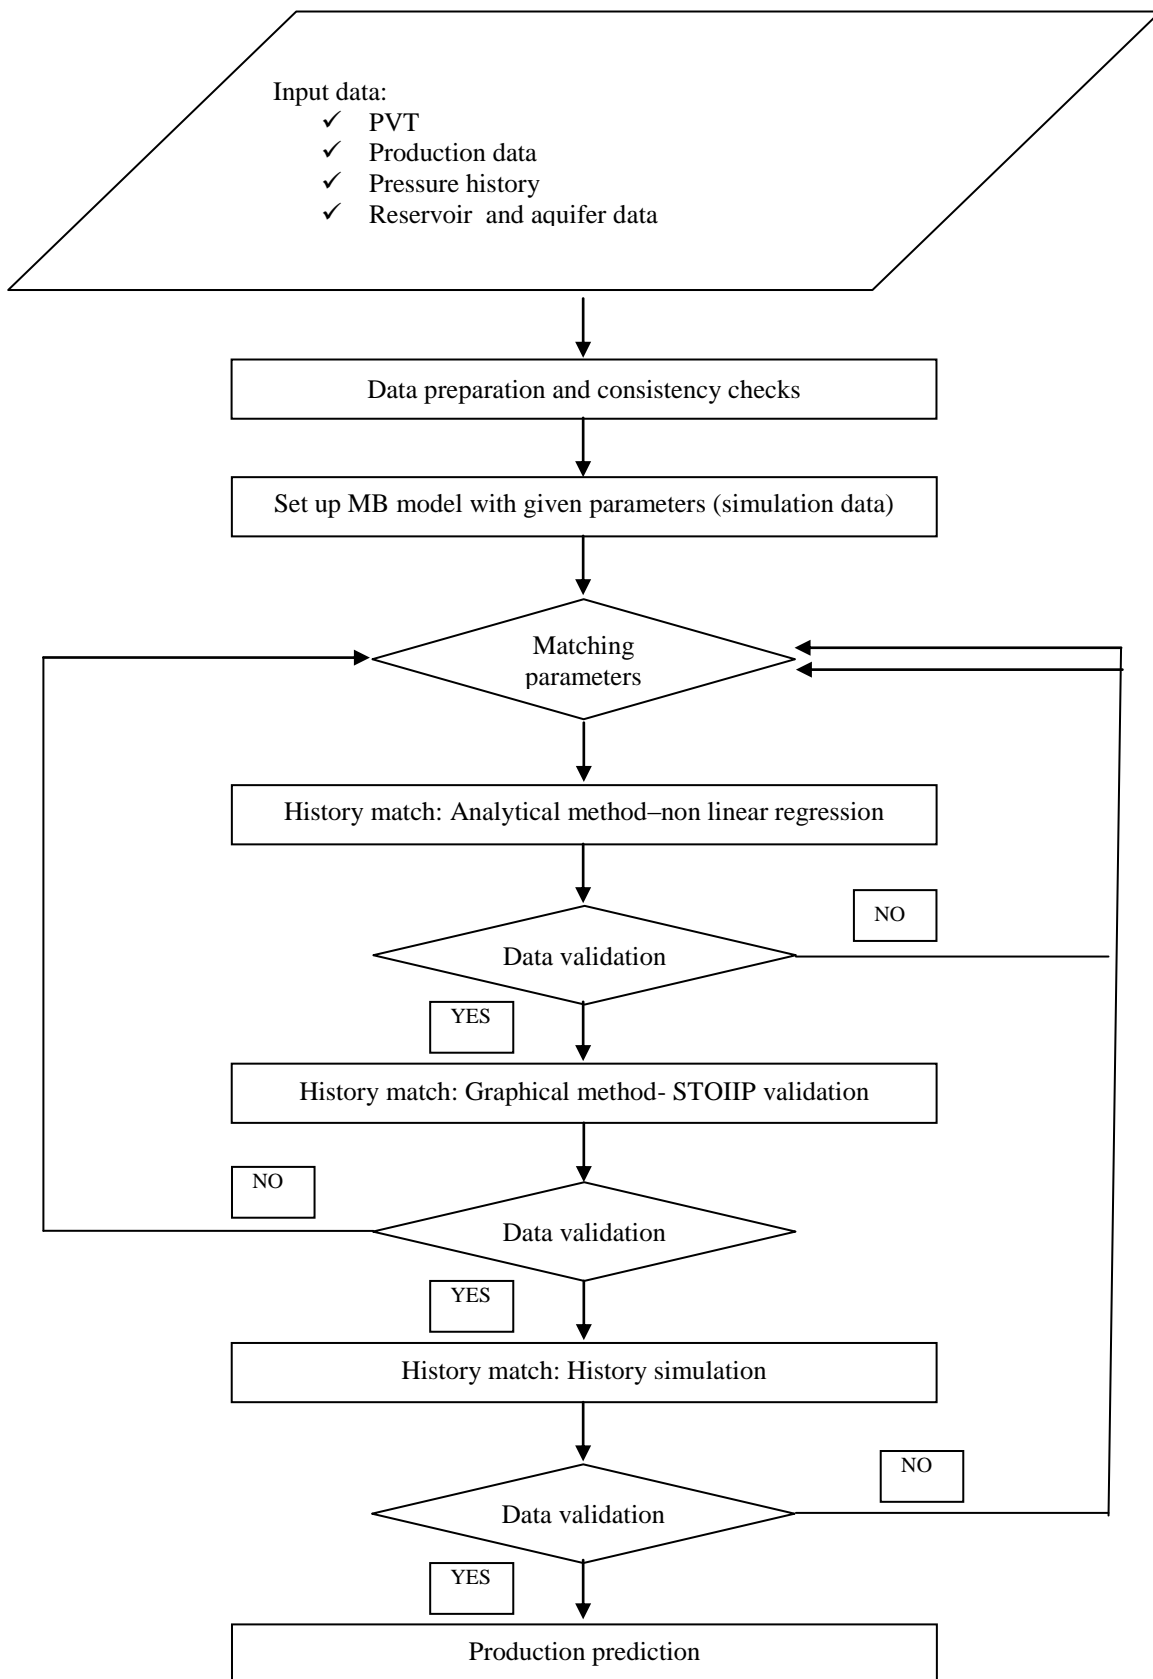 Input data:
✓ PVT
✓ Production data
✓ Pressure history
✓ Reservoir and aquifer data
Data preparation and consistency checks
Set up MB model with given parameters (simulation data)
Matching
parameters
History match: Analytical method–non linear regression
NO
Data validation
YES
History match: Graphical method- STOIIP validation
NO
Data validation
YES
History match: History simulation
NO
Data validation
YES
Production prediction